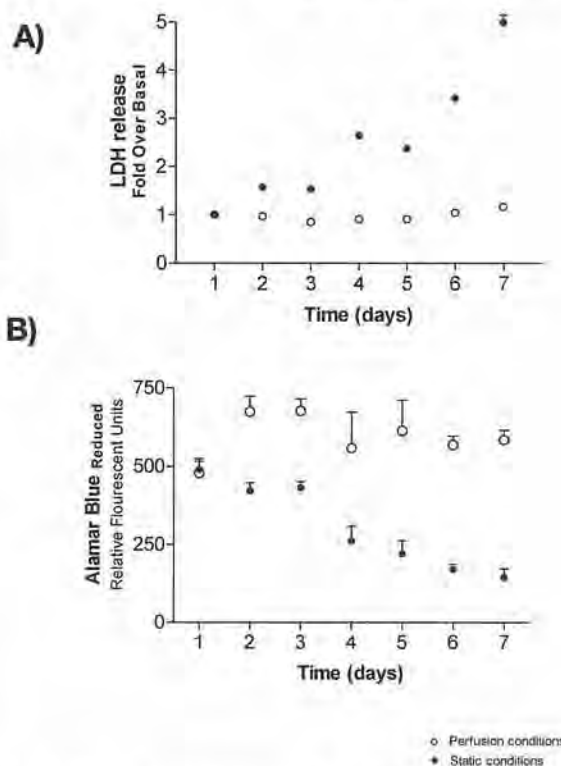 A)
LDH release
Fold Over Basal
5
4
3
2
1
0
1 2 3 4 5 6 7
Time (days)
B)
Alamar Blue Reduced
Relative Flourescent Units
750
500
250
0
1 2 3 4 5 6 7
Time (days)
Perfusion conditions
Static conditions